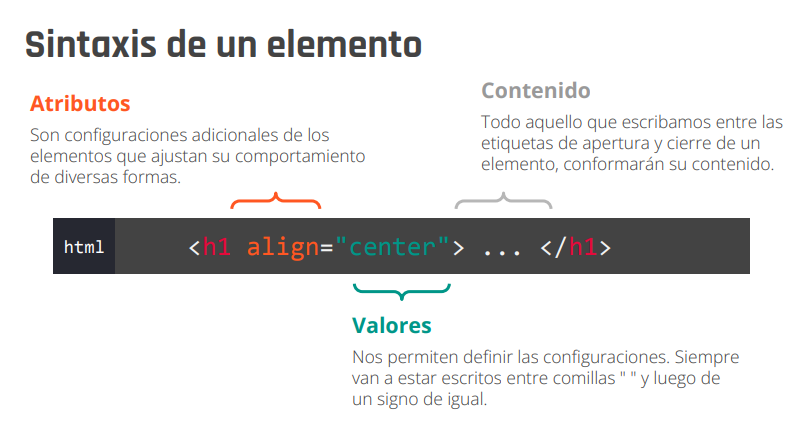 Sintaxis de un elemento
Atributos
Son configuraciones adicionales de los
elementos que ajustan su comportamiento
de diversas formas.
Contenido
Todo aquello que escribamos entre las
etiquetas de apertura y cierre de un
elemento, conformarán su contenido.
html
<h1 align="center"> ... </h1>
Valores
Nos permiten definir las configuraciones. Siempre
van a estar escritos entre comillas " " y luego de
un signo de igual.